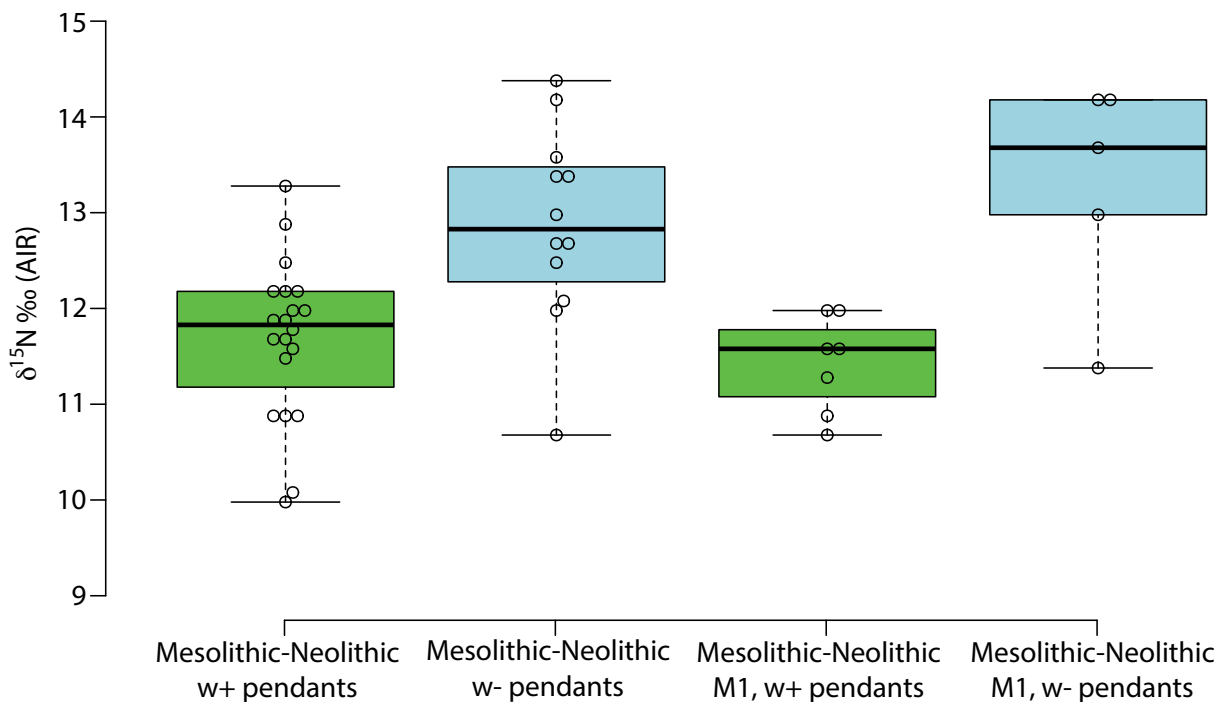 15
14
13
12
11
10
9
δ¹⁵N ‰ (AIR)
Mesolithic-Neolithic
w+ pendants
Mesolithic-Neolithic
w- pendants
Mesolithic-Neolithic
M1, w+ pendants
Mesolithic-Neolithic
M1, w- pendants